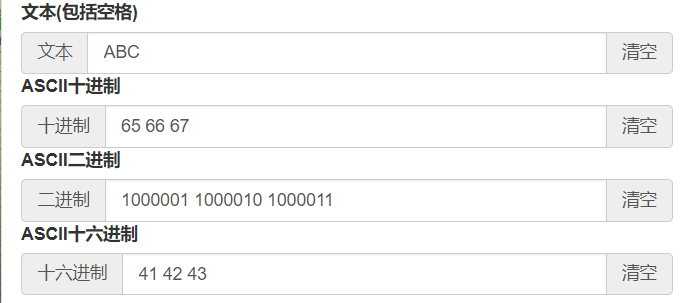 文本(包括空格)
文本 ABC 清空
ASCII十进制
十进制 65 66 67 清空
ASCII二进制
二进制 1000001 1000010 1000011 清空
ASCII十六进制
十六进制 41 42 43 清空